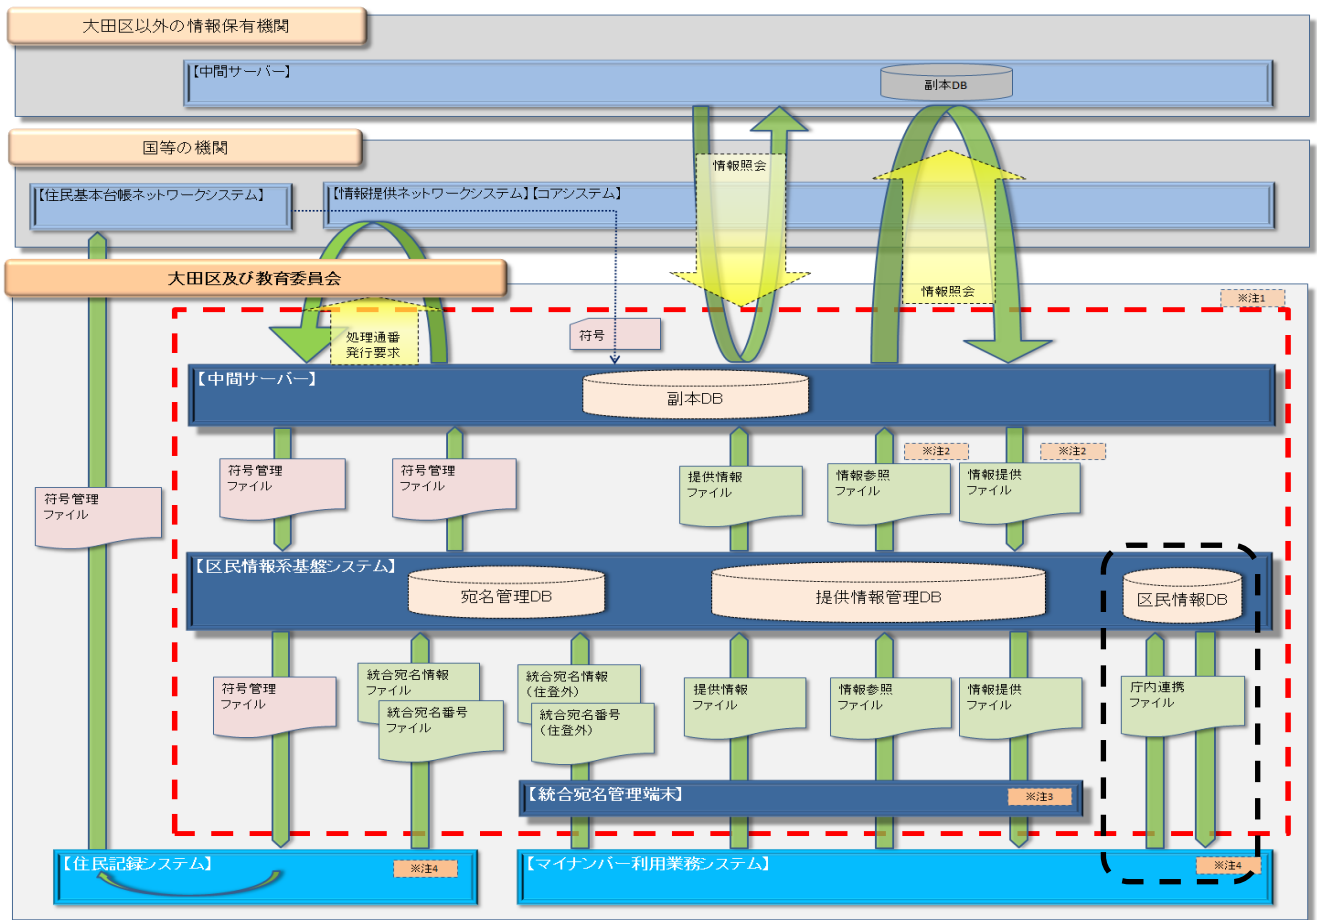 大田区以外の情報保有機関
【中間サーバー】
副本DB
国等の機関
情報照会
【住民基本台帳ネットワークシステム】
【情報提供ネットワークシステム】【コアシステム】
大田区及び教育委員会
情報照会
※注1
処理通番
発行要求
符号
【中間サーバー】
副本DB
※注2
※注2
符号管理
ファイル
符号管理
ファイル
符号管理
ファイル
提供情報
ファイル
情報参照
ファイル
情報提供
ファイル
【区民情報系基盤システム】
宛名管理DB
提供情報管理DB
区民情報DB
符号管理
ファイル
統合宛名情報
ファイル
統合宛名番号
ファイル
統合宛名情報
(住登外)
統合宛名番号
(住登外)
提供情報
ファイル
情報参照
ファイル
情報提供
ファイル
庁内連携
ファイル
【統合宛名管理端末】
※注3
【住民記録システム】
※注4
【マイナンバー利用業務システム】
※注4